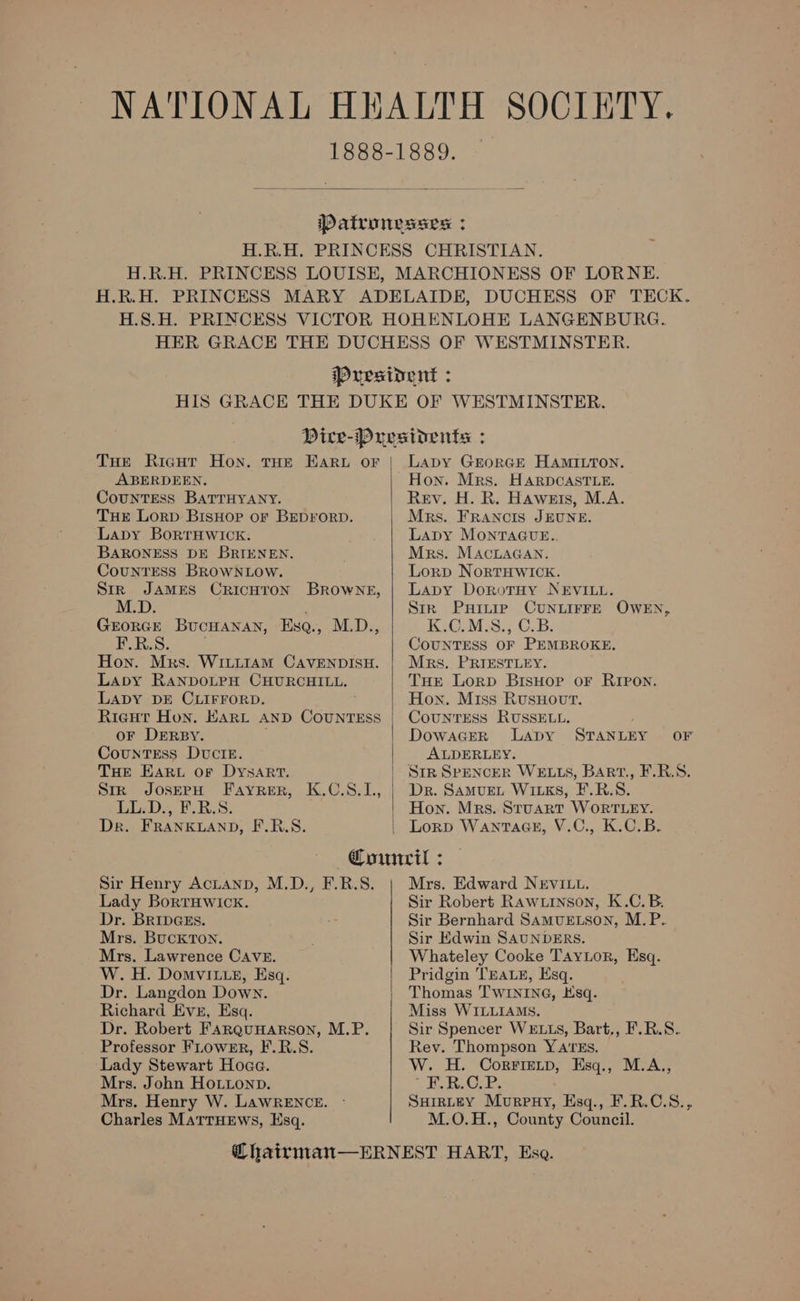 NATIONAL HEALTH SOCIETY.
1888-1889.
Patronesses :
H.R.H. PRINCESS CHRISTIAN.
H.R.H. PRINCESS LOUISE, MARCHIONESS OF LORNE.
H.R.H. PRINCESS MARY ADELAIDE, DUCHESS OF TECK.
H.S.H. PRINCESS VICTOR HOHENLOHE LANGENBURG.
HER GRACE THE DUCHESS OF WESTMINSTER.
President :
HIS GRACE THE DUKE OF WESTMINSTER.
Vice-Presidents :
THE RIGHT HON. THE EARL OF
ABERDEEN.
COUNTESS BATTHYANY.
THE LORD BISHOP OF BEDFORD.
LADY BORTHWICK.
BARONESS DE BRIENEN.
COUNTESS BROWNLOW.
SIR JAMES CRICHTON BROWNE,
M.D.
GEORGE BUCHANAN, ESQ., M.D.,
F.R.S.
HON. MRS. WILLIAM CAVENDISH.
LADY RANDOLPH CHURCHILL.
LADY DE CLIFFORD.
RIGHT HON. EARL AND COUNTESS
OF DERBY.
COUNTESS DUCIE.
THE EARL OF DYSART.
SIR JOSEPH FAYRER, K.C.S.I.,
LL.D., F.R.S.
DR. FRANKLAND, F.R.S.
LADY GEORGE HAMILTON.
HON. MRS. HARDCASTLE.
REV. H. R. HAWEIS, M.A.
MRS. FRANCIS JEUNE.
LADY MONTAGUE.
MRS. MACLAGAN.
LORD NORTHWICK.
LADY DOROTHY NEVILL.
SIR PHILIP CUNLIFFE OWEN,
K.C.M.S., C.B.
COUNTESS OF PEMBROKE.
MRS. PRIESTLEY.
THE LORD BISHOP OF RIPON.
HON. MISS RUSHOUT.
COUNTESS RUSSELL.
DOWAGER LADY STANLEY OF
ALDERLEY.
SIR SPENCER WELLS, BART., F.R.S.
DR. SAMUEL WILKS, F.R.S.
HON. MRS. STUART WORTLEY.
LORD WANTAGE, V.C., K.C.B.
Council :
Sir Henry ACLAND, M.D., F.R.S.
Lady BORTHWICK.
Dr. BRIDGES.
Mrs. BUCKTON.
Mrs. Lawrence CAVE.
W. H. DOMVILLE, Esq.
Dr. Langdon DOWN.
Richard EVE, Esq.
Dr. Robert FARQUHARSON, M.P.
Professor FLOWER, F.R.S.
Lady Stewart HOGG.
Mrs. John HOLLOND.
Mrs. Henry W. LAWRENCE.
Charles MATTHEWS, Esq.
Mrs. Edward NEVILL.
Sir Robert RAWLINSON, K.C.B.
Sir Bernhard SAMUELSON, M.P.
Sir Edwin SAUNDERS.
Whateley Cooke TAYLOR, Esq.
Pridgin TEALE, Esq.
Thomas TWINING, Esq.
Miss WILLIAMS.
Sir Spencer WELLS, Bart., F.R.S.
Rev. Thompson YATES.
W. H. CORFIELD, Esq., M.A.,
F.R.C.P.
SHIRLEY MURPHY, Esq., F.R.C.S.,
M.O.H., County Council.
Chairman—ERNEST HART, ESQ.